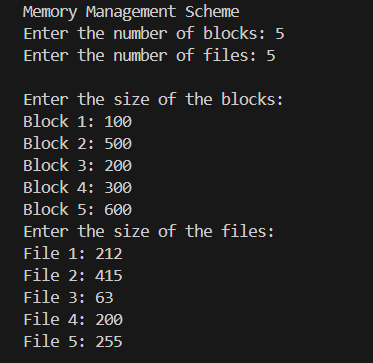 Memory Management Scheme
Enter the number of blocks: 5
Enter the number of files: 5
Enter the size of the blocks:
Block 1: 100
Block 2: 500
Block 3: 200
Block 4: 300
Block 5: 600
Enter the size of the files:
File 1: 212
File 2: 415
File 3: 63
File 4: 200
File 5: 255